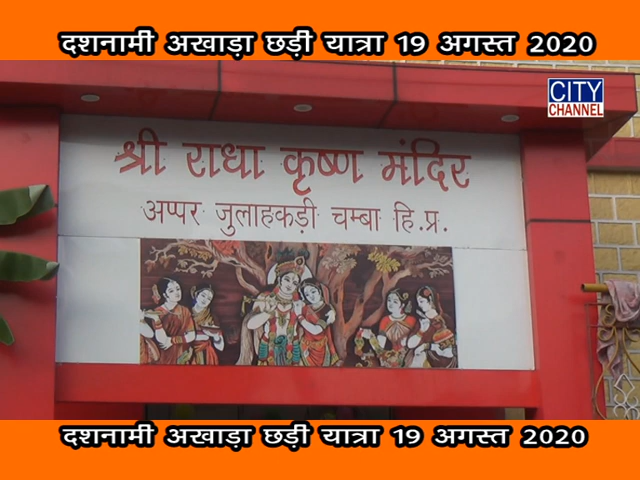 दशनामी अखाड़ा छड़ी यात्रा 19 अगस्त 2020
CITY
CHANNEL
श्री राधा कृष्ण मंदिर
अप्पर जुलाहकड़ी चम्बा हि.प्र.
दशनामी अखाड़ा छड़ी यात्रा 19 अगस्त 2020